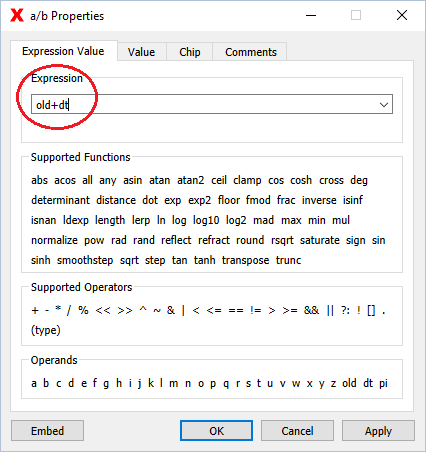 a/b Properties
Expression Value Value Chip Comments
Expression
old+dt
Supported Functions
abs acos all any asin atan atan2 ceil clamp cos cosh cross deg
determinant distance dot exp exp2 floor fmod frac inverse isinf
isnan ldexp length lerp ln log log10 log2 mad max min mul
normalize pow rad rand reflect refract round rsqrt saturate sign sin
sinh smoothstep sqrt step tan tanh transpose trunc
Supported Operators
+ - * / % << >> ^ ~ & | < <= == != > >= && || ?: ! [] .
(type)
Operands
a b c d e f g h i j k l m n o p q r s t u v w x y z old dt pi
Embed OK Cancel Apply